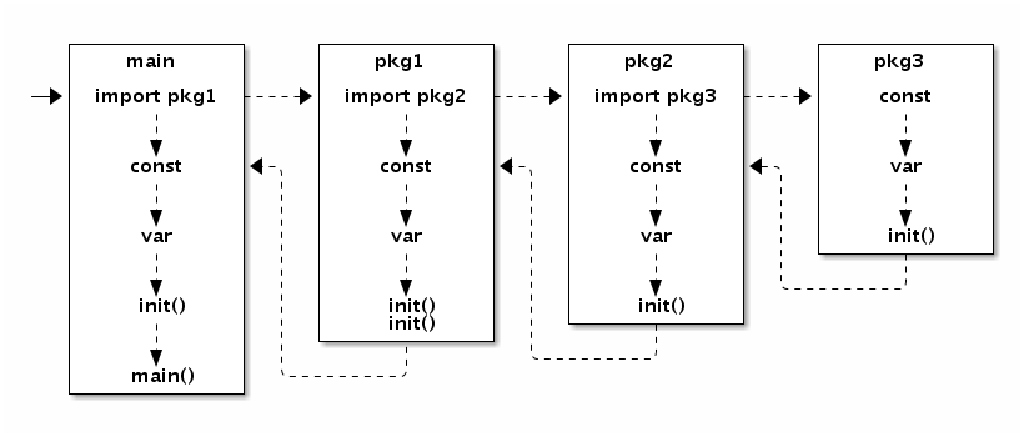 main
import pkg1
const
var
init()
main()
pkg1
import pkg2
const
var
init()
init()
pkg2
import pkg3
const
var
init()
pkg3
const
var
init()